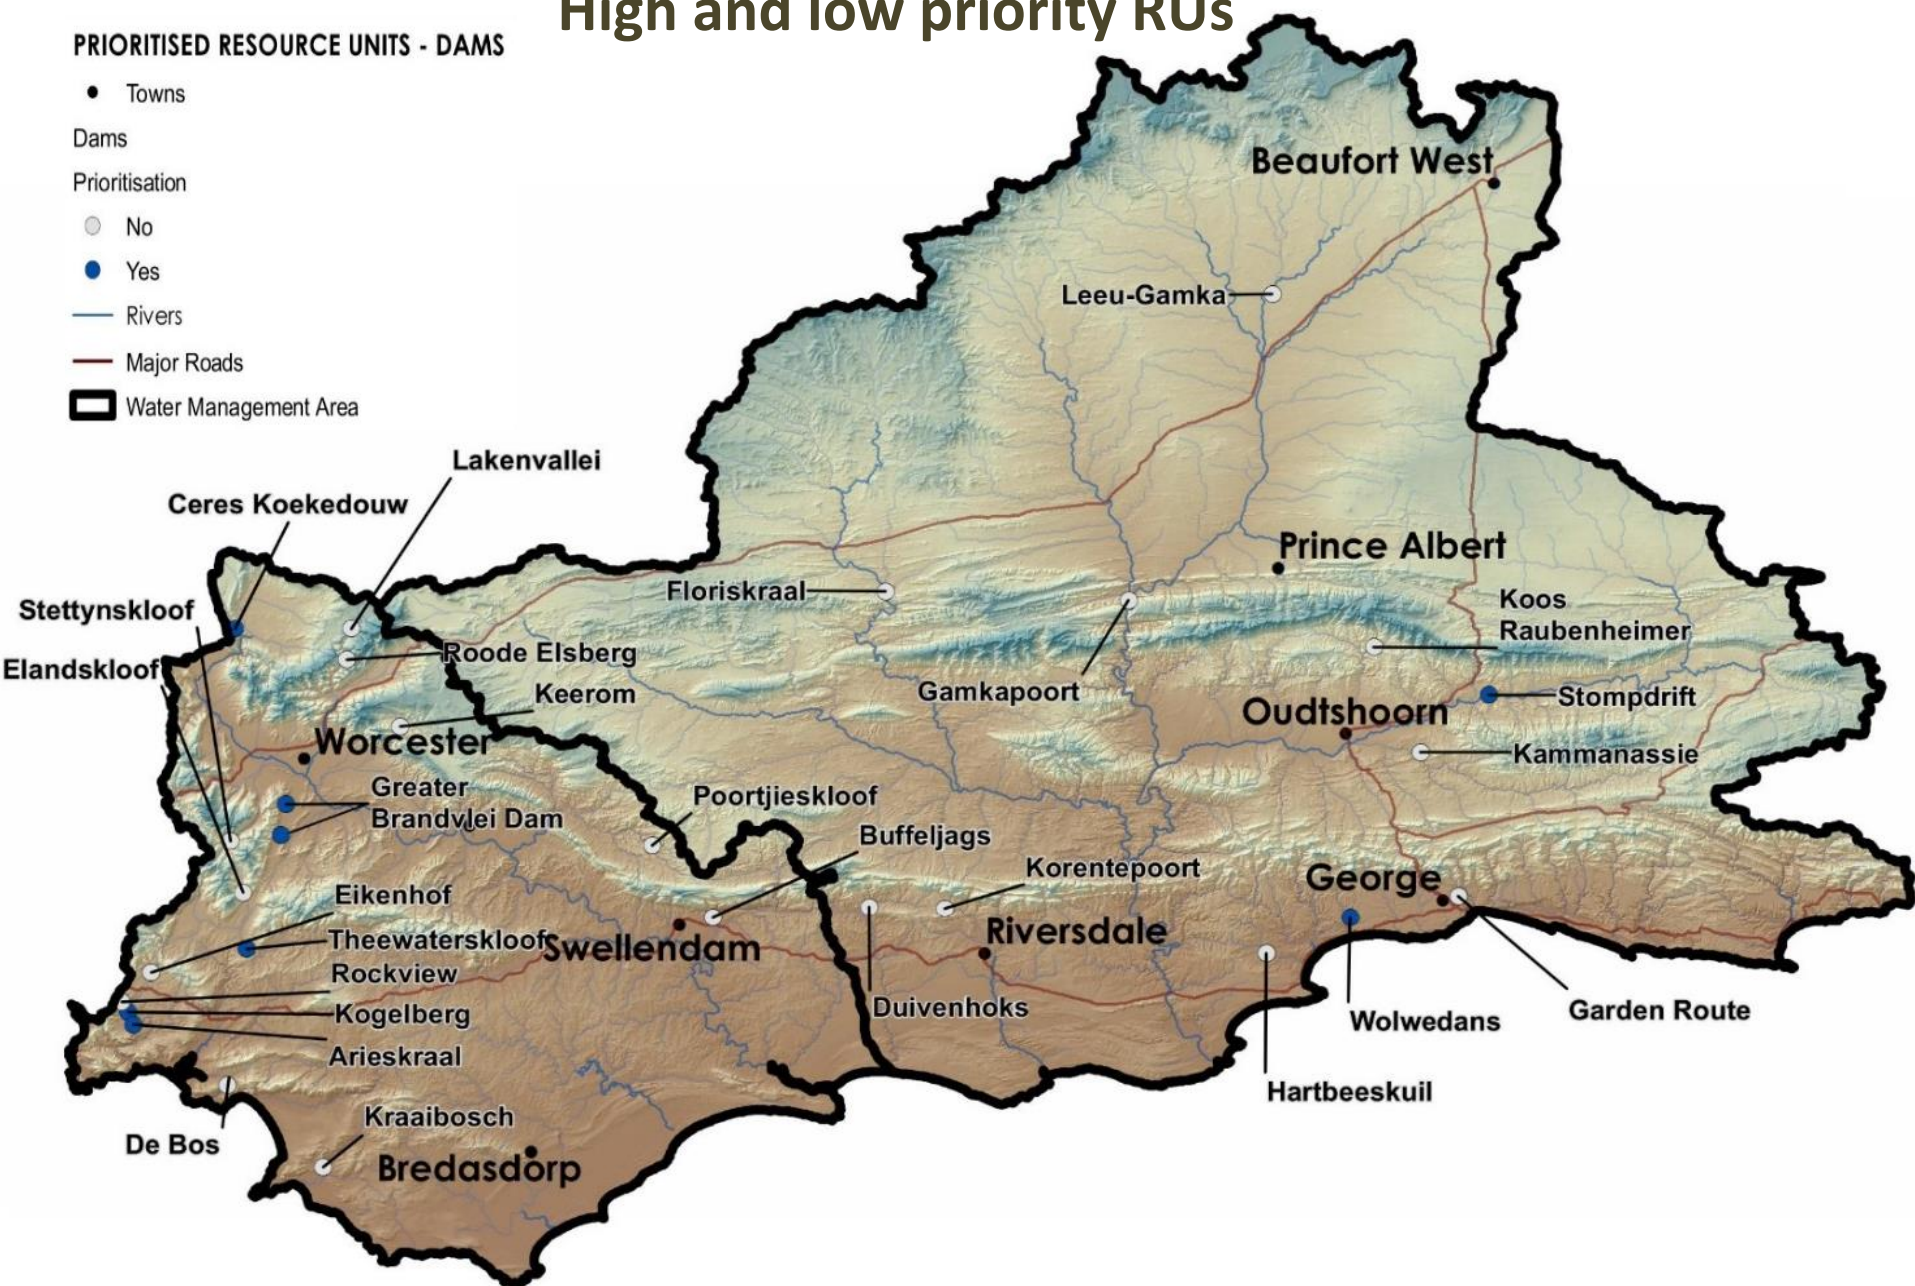 High and low priority RUs
PRIORITISED RESOURCE UNITS - DAMS
Towns
Dams
Prioritisation
No
Yes
Rivers
Major Roads
Water Management Area
Beaufort West
Leeu-Gamka
Lakenvallei
Ceres Koekedouw
Prince Albert
Floriskraal
Stettynskloof
Koos
Raubenheimer
Elandskloof
Roode Elsberg
Keerom
Gamkapoort
Stompdrift
Oudtshoorn
Worcester
Kammanassie
Greater
Brandvlei Dam
Poortjieskloof
Buffeljags
Korentepoort
George
Eikenhof
Theewaterskloof
Swellendam
Riversdale
Rockview
Kogelberg
Duivenhoks
Garden Route
Wolwedans
Arieskraal
Hartbeeskuil
Kraaibosch
De Bos
Bredasdorp